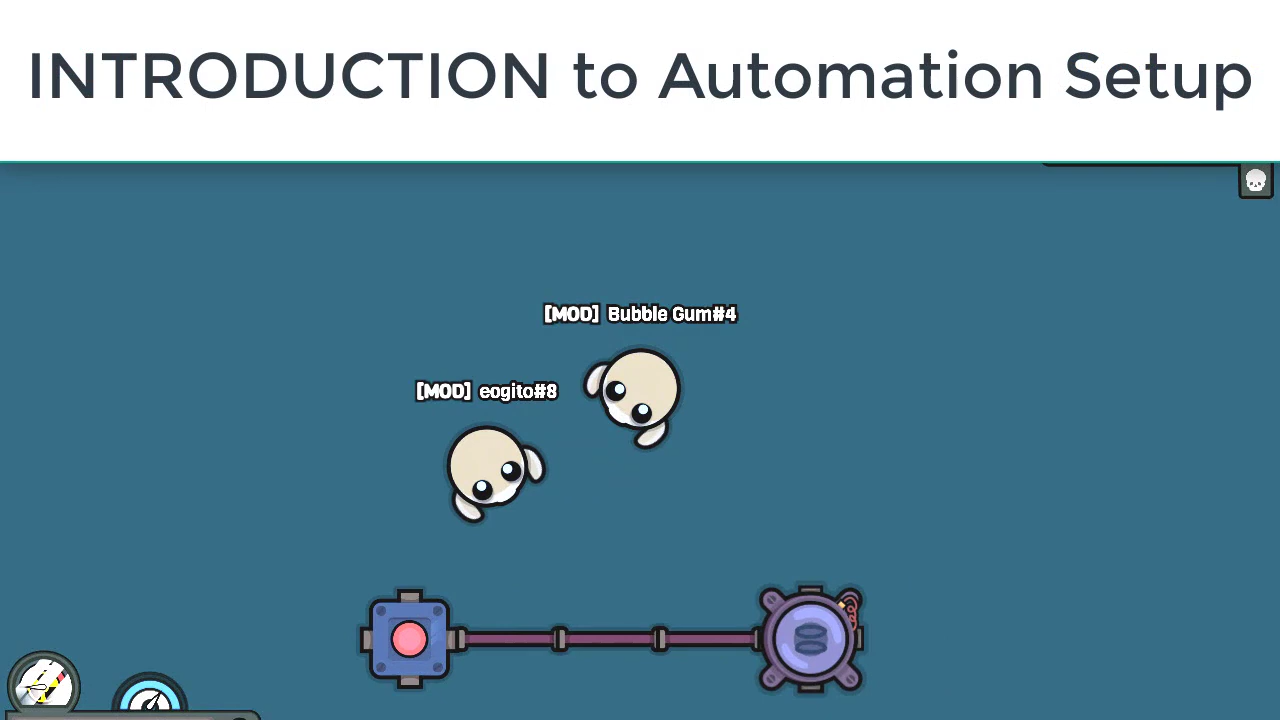 INTRODUCTION to Automation Setup
[MOD] Bubble Gum#4
[MOD] eogito#8